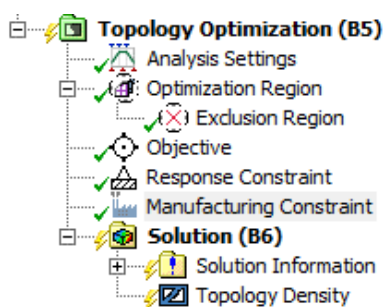 Topology Optimization (B5)
Analysis Settings
Optimization Region
Exclusion Region
Objective
Response Constraint
Manufacturing Constraint
Solution (B6)
Solution Information
Topology Density